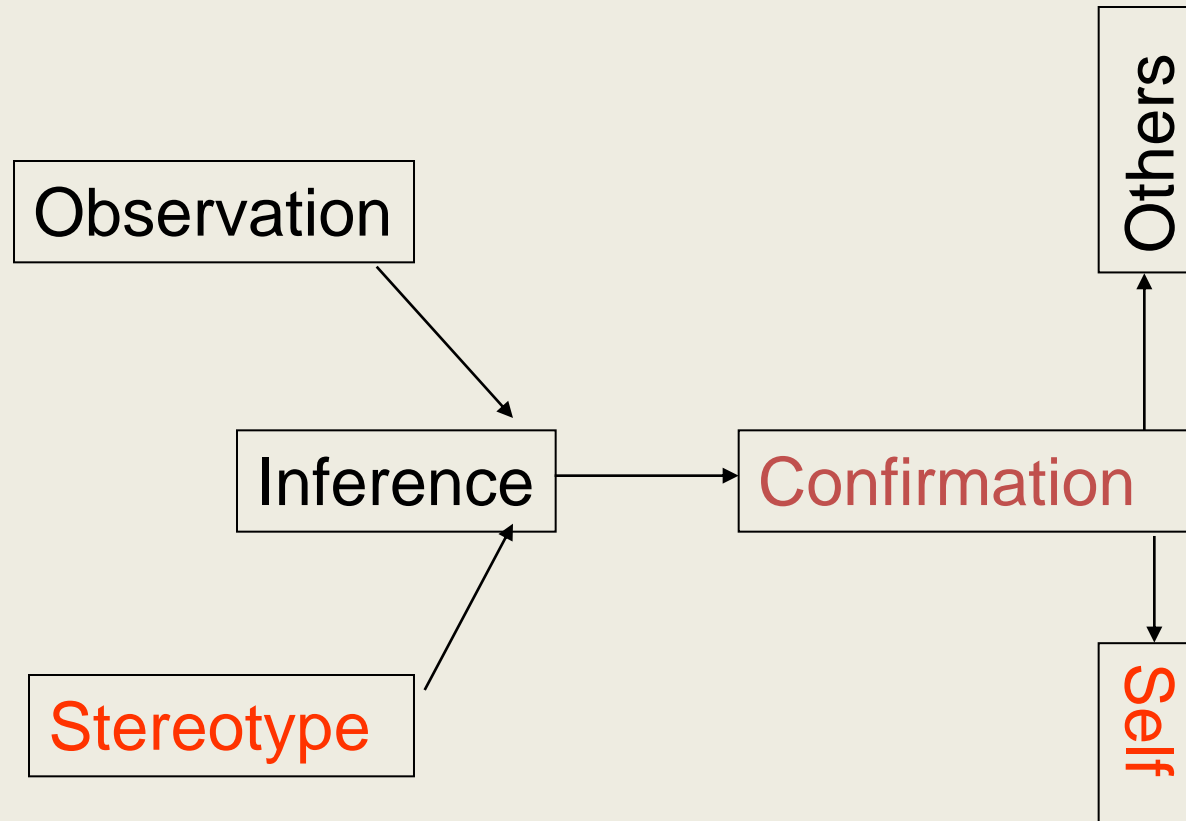 Others
Observation
Inference
Confirmation
Stereotype
Self